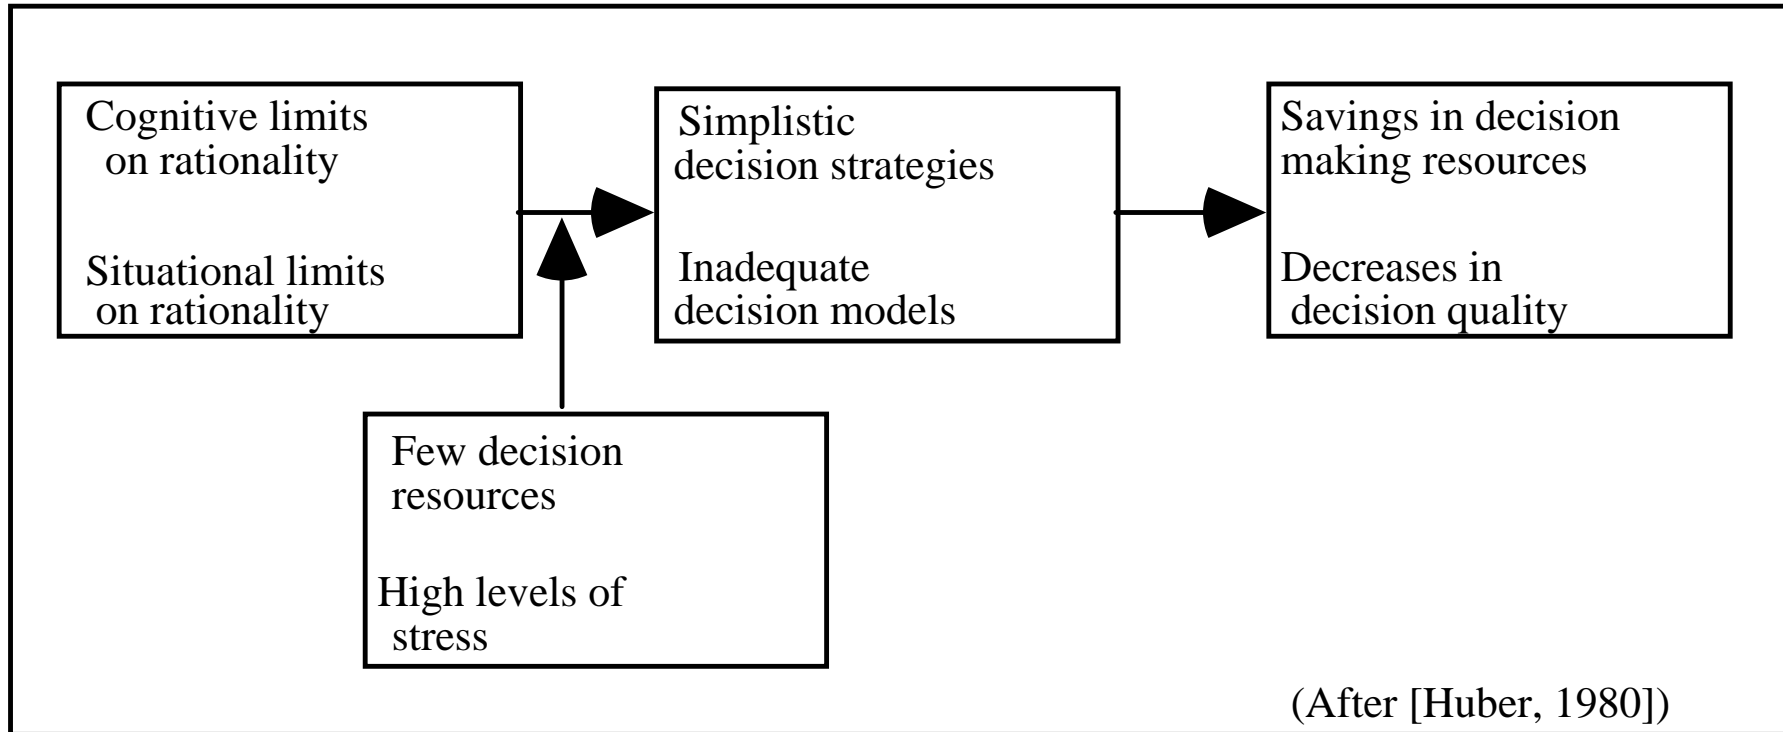 Cognitive limits
on rationality
Situational limits
on rationality
Simplistic
decision strategies
Inadequate
decision models
Savings in decision
making resources
Decreases in
decision quality
Few decision
resources
High levels of
stress
(After [Huber, 1980])